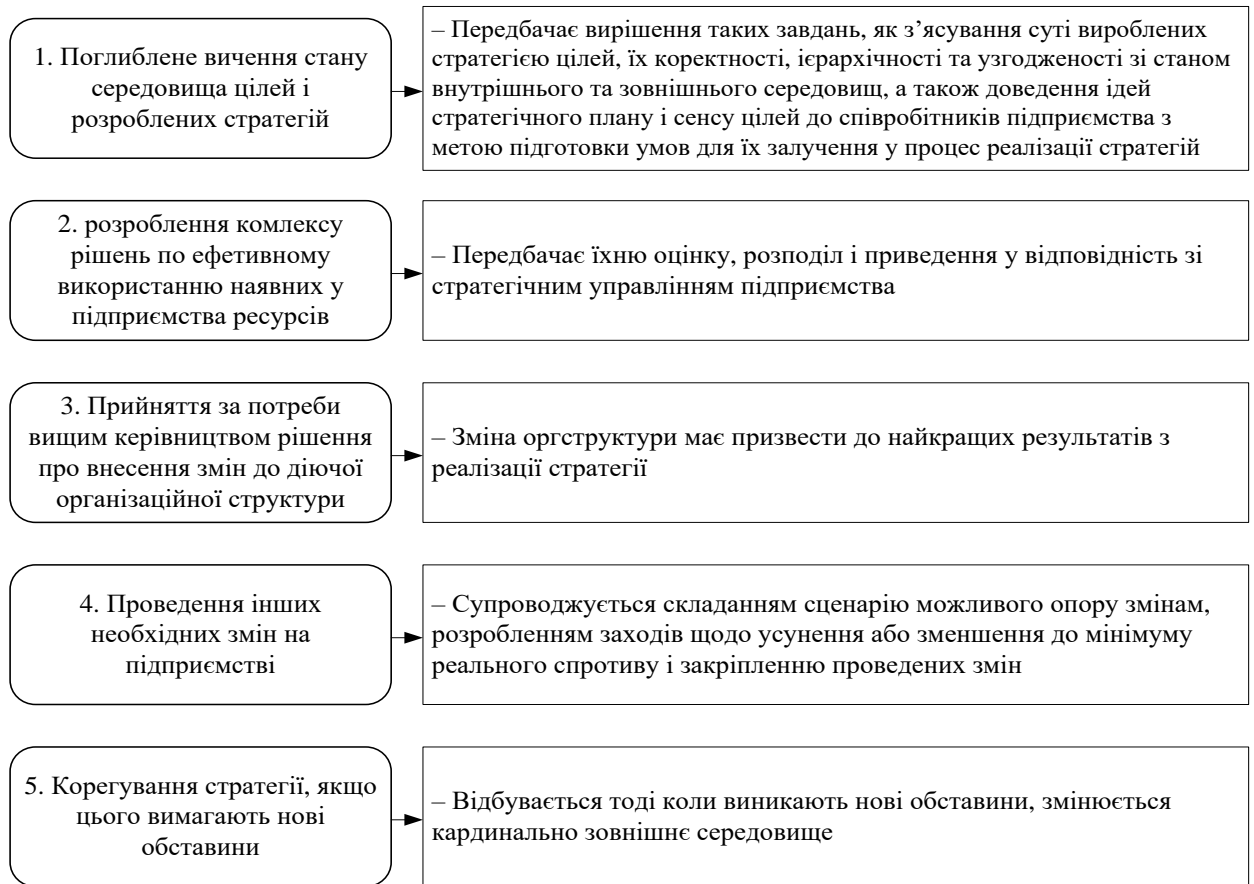 1. Поглиблене вичення стану
середовища цілей і
розроблених стратегій
– Передбачає вирішення таких завдань, як з’ясування суті вироблених
стратегією цілей, їх коректності, ієрархічності та узгодженості зі станом
внутрішнього та зовнішнього середовищ, а також доведення ідей
стратегічного плану і сенсу цілей до співробітників підприємства з
метою підготовки умов для їх залучення у процес реалізації стратегій
2. розроблення комлексу
рішень по ефетивному
використанню наявних у
підприємства ресурсів
– Передбачає їхню оцінку, розподіл і приведення у відповідність зі
стратегічним управлінням підприємства
3. Прийняття за потреби
вищим керівництвом рішення
про внесення змін до діючої
організаційної структури
– Зміна оргструктури має призвести до найкращих результатів з
реалізації стратегії
4. Проведення інших
необхідних змін на
підприємстві
– Супроводжується складанням сценарію можливого опору змінам,
розробленням заходів щодо усунення або зменшення до мінімуму
реального спротиву і закріпленню проведених змін
5. Корегування стратегії, якщо
цього вимагають нові
обставини
– Відбувається тоді коли виникають нові обставини, змінюється
кардинально зовнішнє середовище